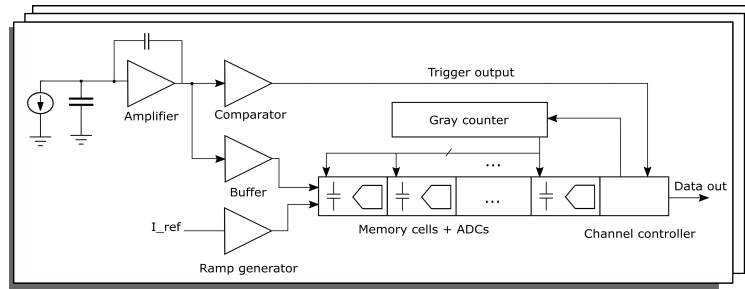 Trigger output
Amplifier
Comparator
Gray counter
...
Buffer
...
Data out
I_ref
Memory cells + ADCs
Channel controller
Ramp generator